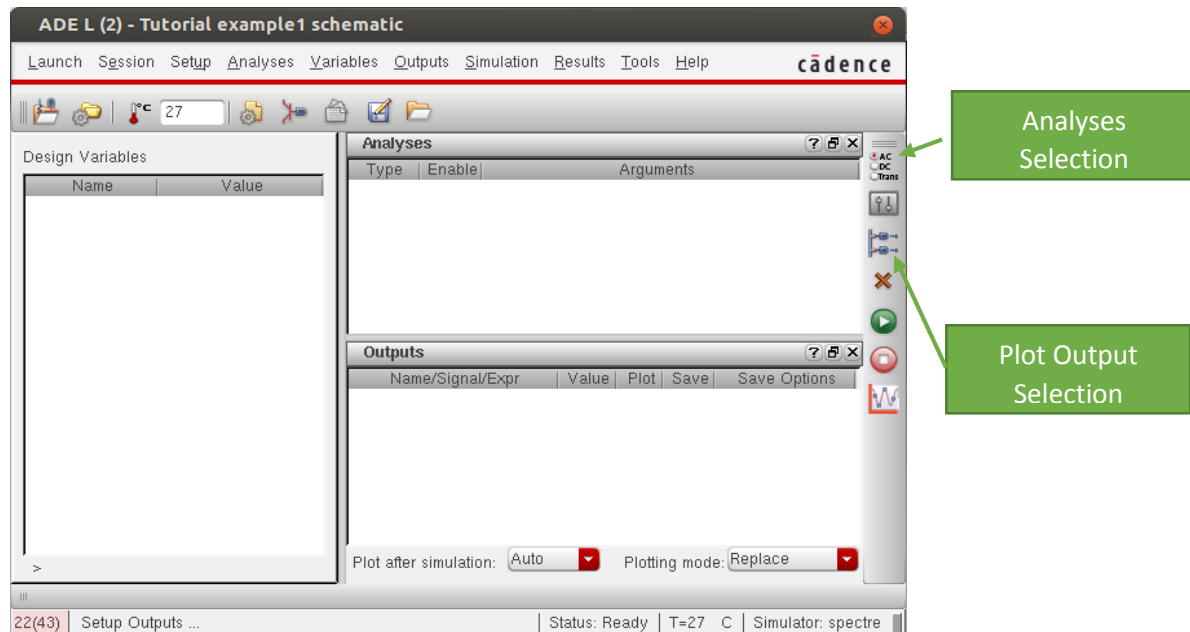 ADE L (2) - Tutorial example1 schematic
Launch Session Setup Analyses Variables Outputs Simulation Results Tools Help cādence
°C 27
Design Variables
Name Value
>
Analyses ?
Type Enable Arguments
Outputs ?
Name/Signal/Expr Value Plot Save Save Options
Plot after simulation: Auto Plotting mode: Replace
AC
DC
Trans
Analyses
Selection
Plot Output
Selection
22(43) Setup Outputs ... Status: Ready T=27 C Simulator: spectre